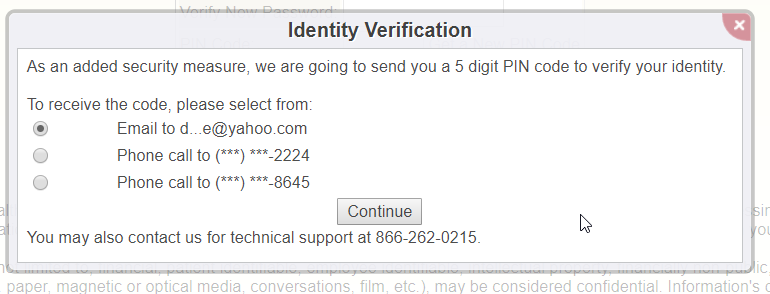 Verify New Password:
Identity Verification
As an added security measure, we are going to send you a 5 digit PIN code to verify your identity.
To receive the code, please select from:
Email to d...e@yahoo.com
Phone call to (***) ***-2224
Phone call to (***) ***-8645
Continue
You may also contact us for technical support at 866-262-0215.
not limited to, financial, patient identifiable, employee identifiable, intellectual property, financially non-public,
paper, magnetic or optical media, conversations, film, etc.), may be considered confidential. Information's c